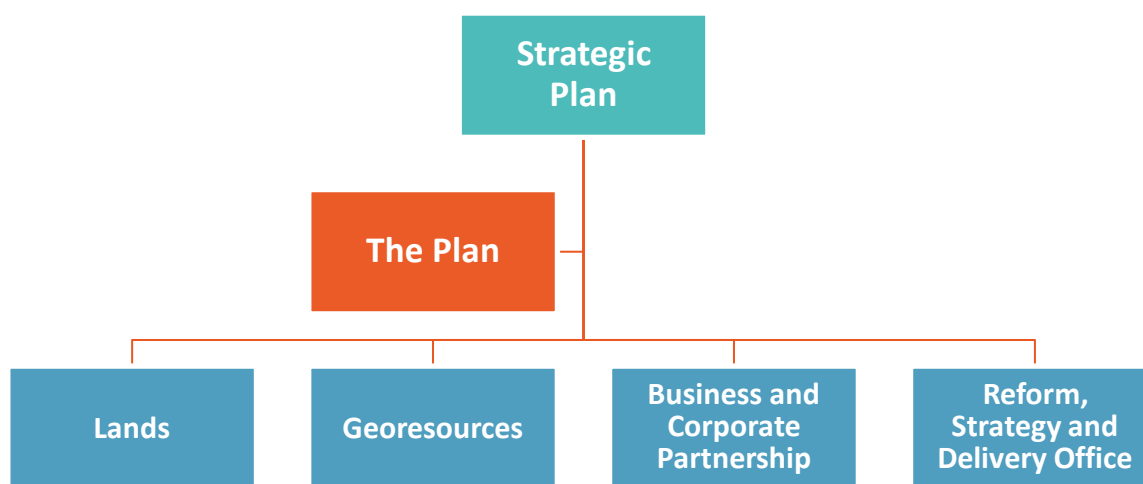 Strategic
Plan
The Plan
Lands
Georesources
Business and
Corporate
Partnership
Reform,
Strategy and
Delivery Office